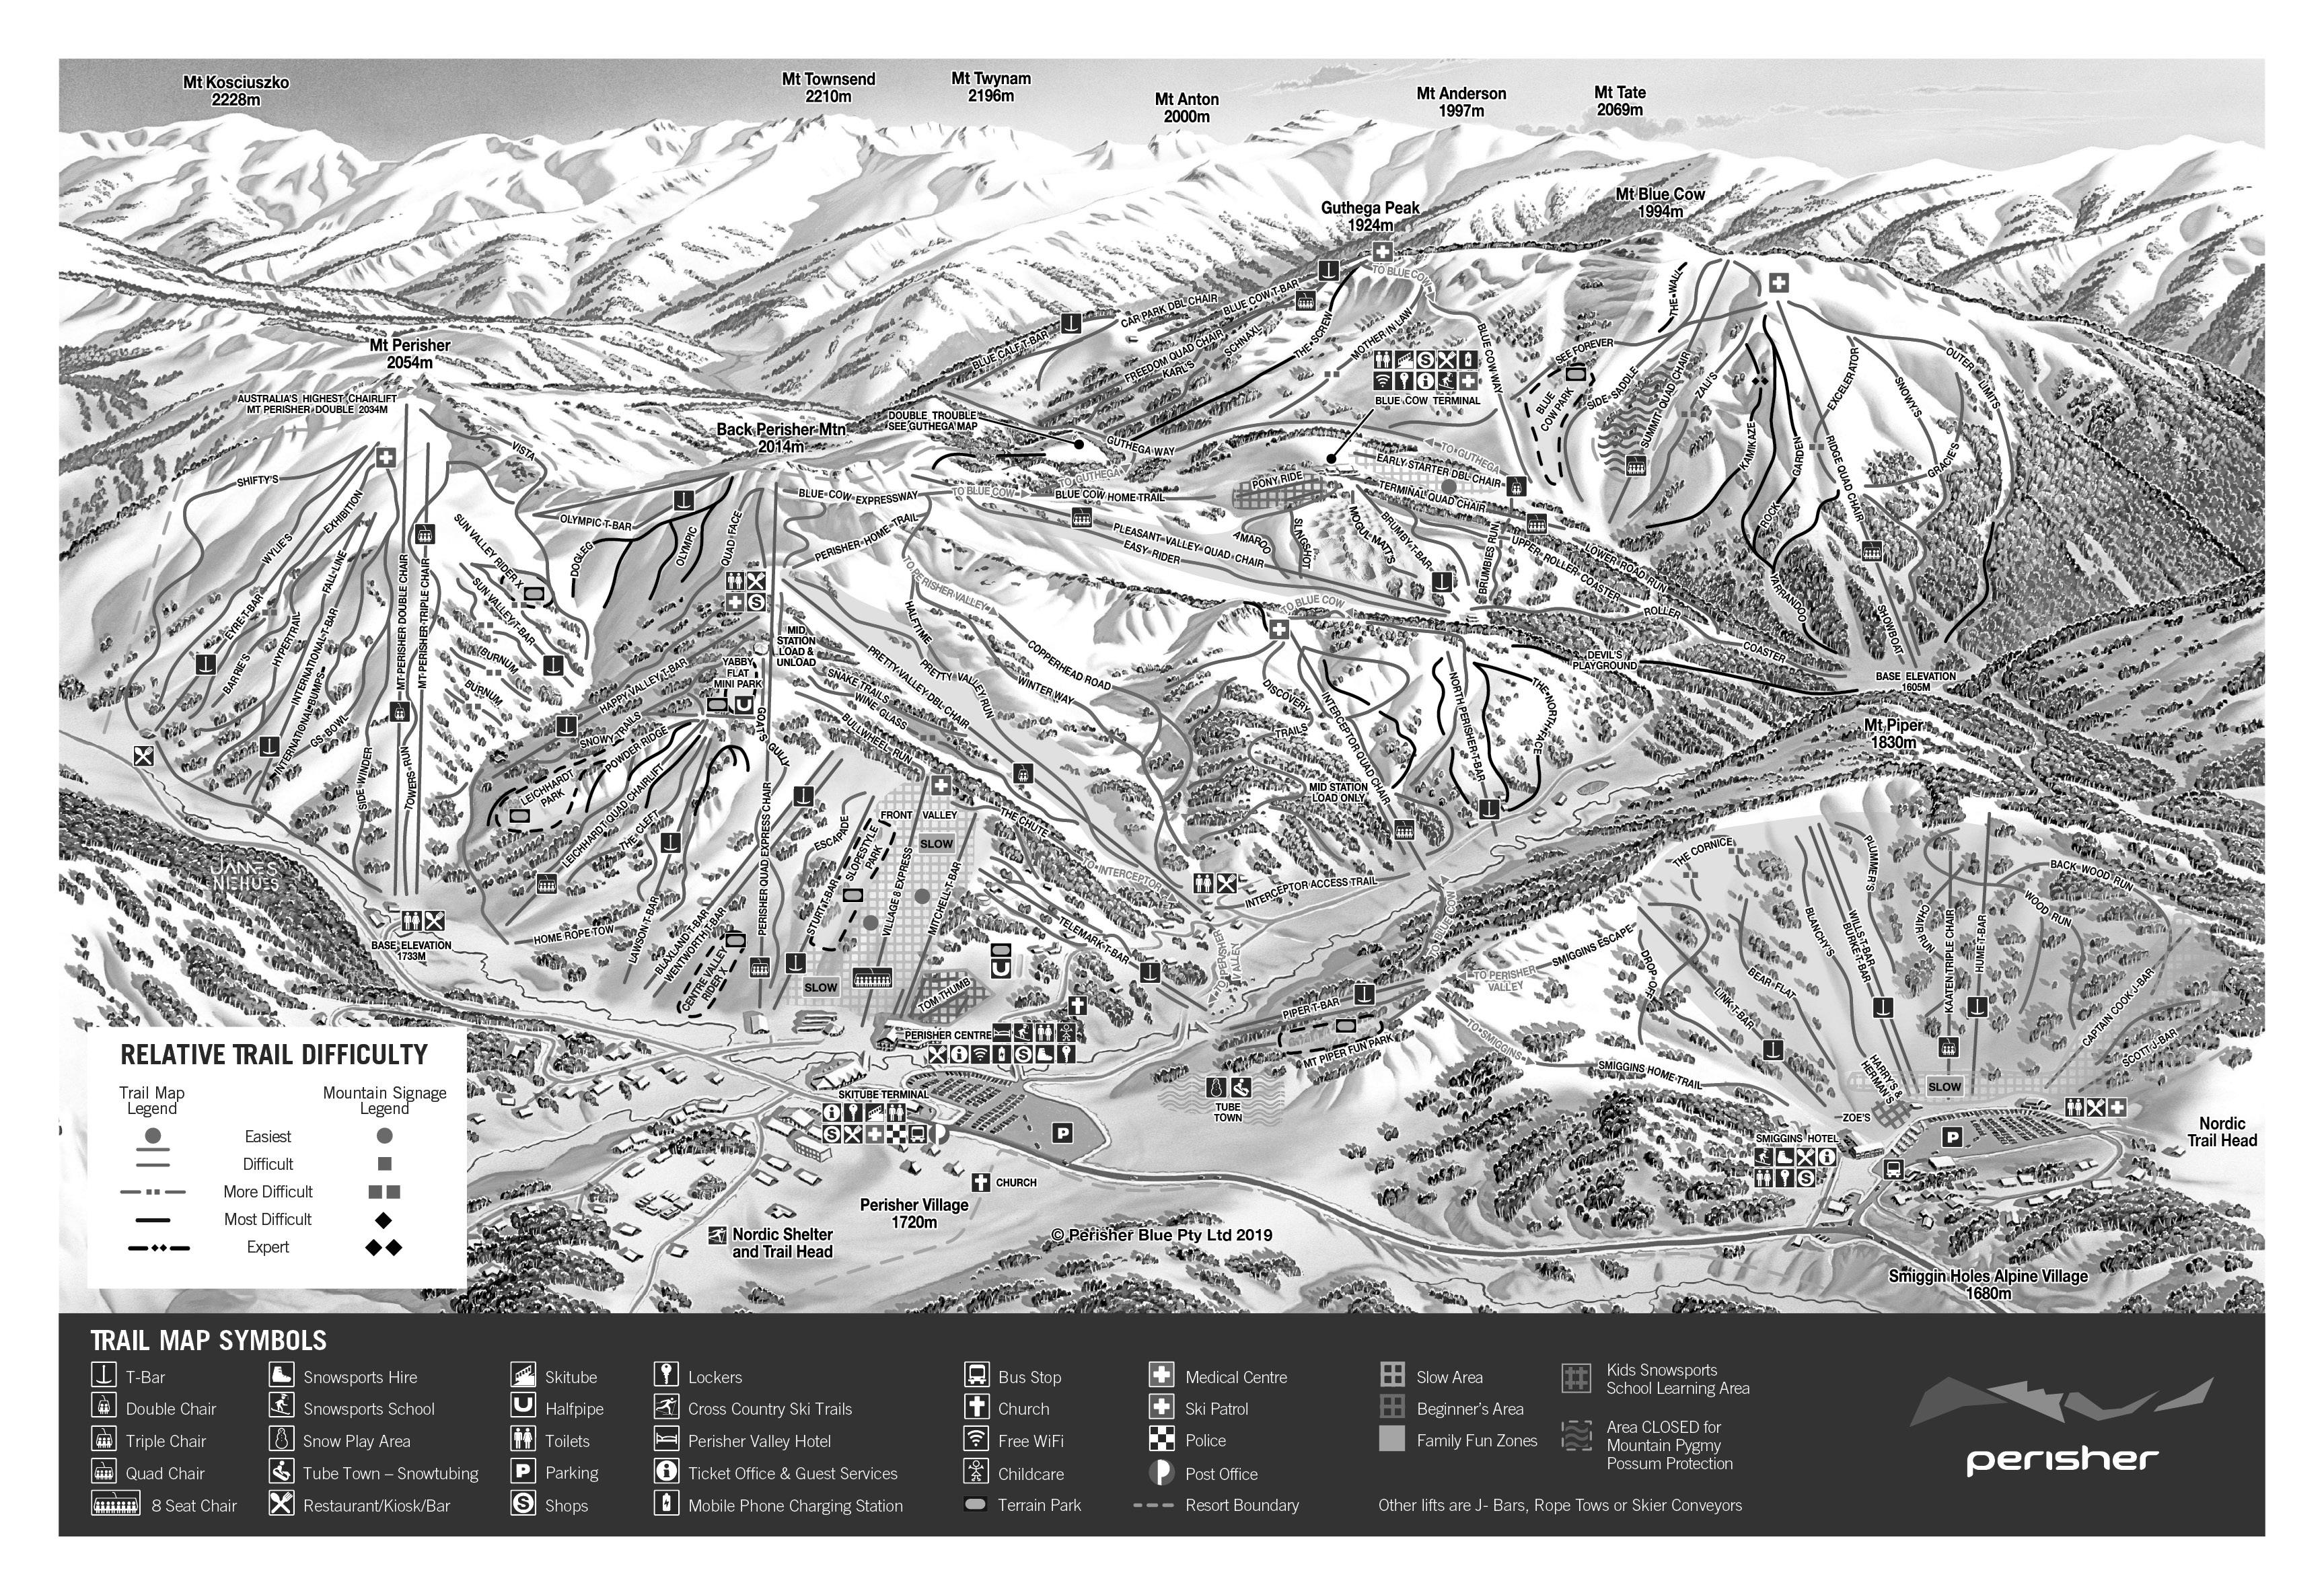 Mt Kosciuszko
2228m
Mt Townsend
2210m
Mt Twynam
2196m
Mt Anton
2000m
Mt Anderson
1997m
Mt Tate
2069m
Guthega Peak
1924m
Mt Blue Cow
1994m
Mt Perisher
2054m
AUSTRALIA'S HIGHEST CHAIRLIFT
MT PERISHER DOUBLE 2034M
Back Perisher Mtn
2014m
DOUBLE TROUBLE
SEE GUTHEGA MAP
BLUE CALF T-BAR
CAR PARK DBL CHAIR
BLUE COW T-BAR
FREEDOM QUAD CHAIR
KARL'S
SCHNAXL
THE SCREW
MOTHER IN LAW
TO BLUE COW
BLUE COW WAY
BLUE COW TERMINAL
SEE FOREVER
BLUE
COW PARK
SIDE SADDLE
THE WALL
SUMMIT QUAD CHAIR
ZALI'S
KAMIKAZE
GARDEN
ROCK
EXCELERATOR
RIDGE QUAD CHAIR
SNOWY'S
OUTER LIMITS
GRACIE'S
YARRANDOO
SHOWBOAT
BASE ELEVATION
1605M
GUTHEGA WAY
TO GUTHEGA
TO GUTHEGA
EARLY STARTER DBL CHAIR
TERMINAL QUAD CHAIR
PONY RIDE
BLUE COW EXPRESSWAY
TO BLUE COW
BLUE COW HOME TRAIL
PLEASANT VALLEY QUAD CHAIR
EASY RIDER
AMAROO
SLINGSHOT
MOGUL MATT'S
BRUMBY T-BAR
BRUMBIES RUN
UPPER ROLLER COASTER
LOWER ROAD RUN
ROLLER
COASTER
DEVIL'S
PLAYGROUND
TO BLUE COW
SHIFTY'S
VISTA
WYLIE'S
EXHIBITION
EYRE T-BAR
BARRIE'S
HYPERTRAIL
FALL-LINE
INTERNATIONAL T-BAR
INTERNATIONAL BUMPS
GS. BOWL
MT PERISHER DOUBLE CHAIR
MT PERISHER TRIPLE CHAIR
SIDE WINDER
TOWERS RUN
SUN VALLEY RIDER X
SUN VALLEY T-BAR
BURNUM
BURNUM
OLYMPIC T-BAR
DOGLEG
OLYMPIC
QUAD FACE
PERISHER HOME TRAIL
TO PERISHER VALLEY
HALFTIME
MID
STATION
LOAD &
UNLOAD
YABBY
FLAT
MINI PARK
HAPPY VALLEY T-BAR
SNOWY TRAILS
POWDER RIDGE
LEICHHARDT
PARK
LEICHHARDT QUAD CHAIRLIFT
THE CLEFT
GOATS GULLY
SNAKE TRAILS
WINE GLASS
BULLWHEEL RUN
PRETTY VALLEY DBL CHAIR
PRETTY VALLEY RUN
WINTER WAY
COPPERHEAD ROAD
DISCOVERY
TRAILS
INTERCEPTOR QUAD CHAIR
MID STATION
LOAD ONLY
NORTH PERISHER T-BAR
THE NORTH FACE
Mt Piper
1830m
JAMES
NIEHUES
BASE ELEVATION
1733M
HOME ROPE TOW
LAWSON T-BAR
BLAXLAND T-BAR
WENTWORTH T-BAR
CENTRE VALLEY
RIDER X
PERISHER QUAD EXPRESS CHAIR
ESCAPADE
STURT T-BAR
SLOPESTYLE
PARK
FRONT VALLEY
SLOW
VILLAGE 8 EXPRESS
MITCHELL T-BAR
THE CHUTE
TO INTERCEPTOR
INTERCEPTOR ACCESS TRAIL
TELEMARK T-BAR
TO PERISHER
VALLEY
TO BLUE COW
SLOW
TOM THUMB
PERISHER CENTRE
SKITUBE TERMINAL
PIPER T-BAR
MT PIPER FUN PARK
TUBE
TOWN
TO PERISHER
VALLEY
TO SMIGGINS
SMIGGINS ESCAPE
SMIGGINS HOME TRAIL
THE CORNICE
DROP-OFF
LINK T-BAR
BEAR FLAT
BLANCHY'S
PLUMMER'S
WILLS T-BAR
BURKE T-BAR
CHAIR RUN
KAATEN TRIPLE CHAIR
HUME T-BAR
BACK WOOD RUN
WOOD RUN
CAPTAIN COOK J-BAR
SCOTT J-BAR
HARRY'S &
HERMAN'S
SLOW
ZOE'S
SMIGGINS HOTEL
P
P
Nordic
Trail Head
CHURCH
Perisher Village
1720m
Nordic Shelter
and Trail Head
© Perisher Blue Pty Ltd 2019
Smiggin Holes Alpine Village
1680m
RELATIVE TRAIL DIFFICULTY
Trail Map
Legend
Mountain Signage
Legend
Easiest
Difficult
More Difficult
Most Difficult
Expert
TRAIL MAP SYMBOLS
T-Bar
Double Chair
Triple Chair
Quad Chair
8 Seat Chair
Snowsports Hire
Snowsports School
Snow Play Area
Tube Town – Snowtubing
Restaurant/Kiosk/Bar
Skitube
Halfpipe
Toilets
P Parking
S Shops
Lockers
Cross Country Ski Trails
Perisher Valley Hotel
Ticket Office & Guest Services
Mobile Phone Charging Station
Bus Stop
Church
Free WiFi
Childcare
Terrain Park
Medical Centre
Ski Patrol
Police
Post Office
Resort Boundary
Slow Area
Beginner's Area
Family Fun Zones
Kids Snowsports
School Learning Area
Area CLOSED for
Mountain Pygmy
Possum Protection
Other lifts are J- Bars, Rope Tows or Skier Conveyors
perisher